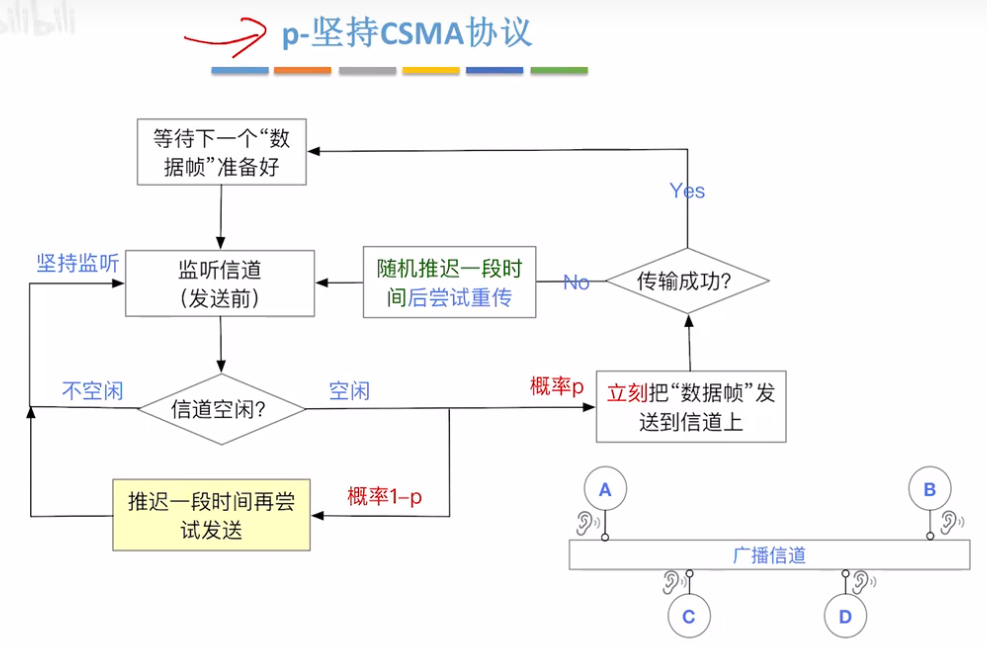 bilibili
p-坚持CSMA协议
等待下一个“数
据帧”准备好
Yes
坚持监听
监听信道
（发送前）
随机推迟一段时
间后尝试重传
No
传输成功？
不空闲
信道空闲？
空闲
概率p
立刻把“数据帧”发
送到信道上
推迟一段时间再尝
试发送
概率1–p
A
B
广播信道
C
D